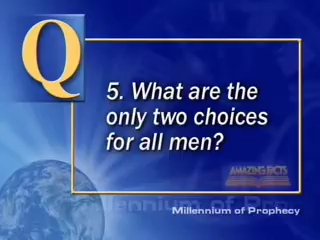 Q
5. What are the
only two choices
for all men?
AMAZING FACTS
Millennium of Prophecy